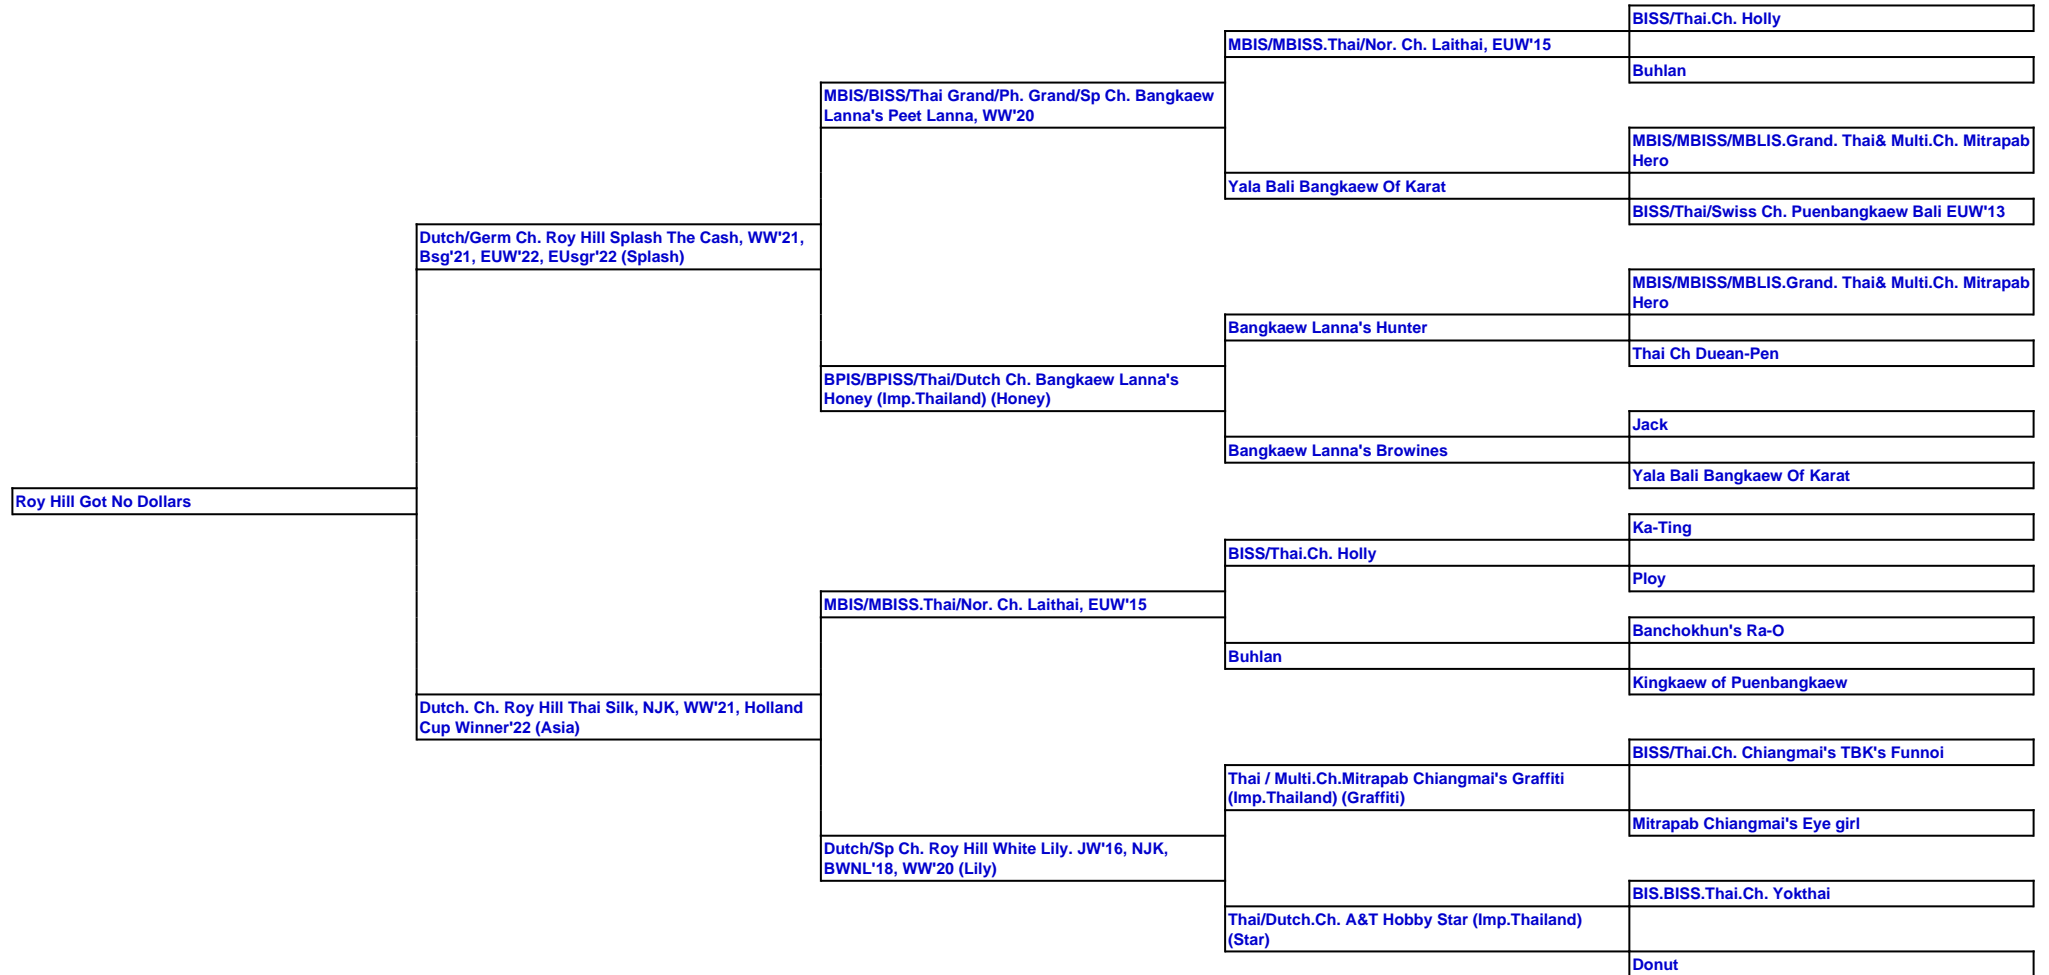 BISS/Thai.Ch. Holly
MBIS/MBISS.Thai/Nor. Ch. Laithai, EUW'15
Buhlan
MBIS/BISS/Thai Grand/Ph. Grand/Sp Ch. Bangkaew
Lanna's Peet Lanna, WW'20
MBIS/MBISS/MBLIS.Grand. Thai& Multi.Ch. Mitrapab
Hero
Yala Bali Bangkaew Of Karat
BISS/Thai/Swiss Ch. Puenbangkaew Bali EUW'13
Dutch/Germ Ch. Roy Hill Splash The Cash, WW'21,
Bsg'21, EUW'22, EUsgr'22 (Splash)
MBIS/MBISS/MBLIS.Grand. Thai& Multi.Ch. Mitrapab
Hero
Bangkaew Lanna's Hunter
Thai Ch Duean-Pen
BPIS/BPISS/Thai/Dutch Ch. Bangkaew Lanna's
Honey (Imp.Thailand) (Honey)
Jack
Bangkaew Lanna's Browines
Yala Bali Bangkaew Of Karat
Roy Hill Got No Dollars
Ka-Ting
BISS/Thai.Ch. Holly
Ploy
MBIS/MBISS.Thai/Nor. Ch. Laithai, EUW'15
Banchokhun's Ra-O
Buhlan
Kingkaew of Puenbangkaew
Dutch. Ch. Roy Hill Thai Silk, NJK, WW'21, Holland
Cup Winner'22 (Asia)
BISS/Thai.Ch. Chiangmai's TBK's Funnoi
Thai / Multi.Ch.Mitrapab Chiangmai's Graffiti
(Imp.Thailand) (Graffiti)
Mitrapab Chiangmai's Eye girl
Dutch/Sp Ch. Roy Hill White Lily. JW'16, NJK,
BWNL'18, WW'20 (Lily)
BIS.BISS.Thai.Ch. Yokthai
Thai/Dutch.Ch. A&T Hobby Star (Imp.Thailand)
(Star)
Donut